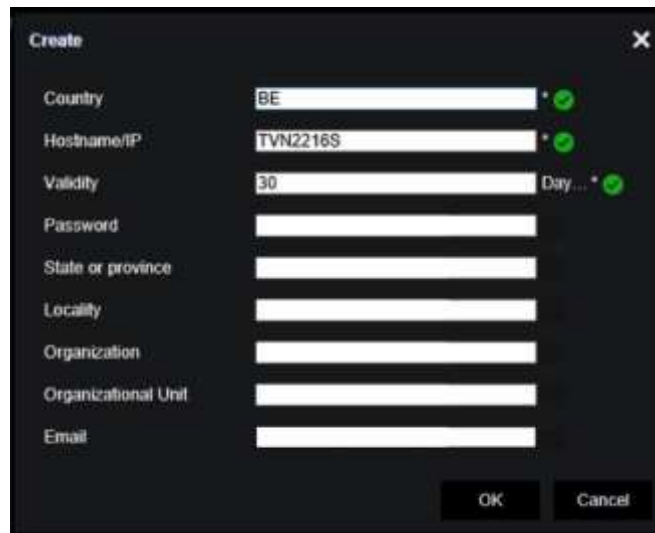 Create
Country BE *
Hostname/IP TVN2216S *
Validity 30 Day... *
Password
State or province
Locality
Organization
Organizational Unit
Email
OK Cancel